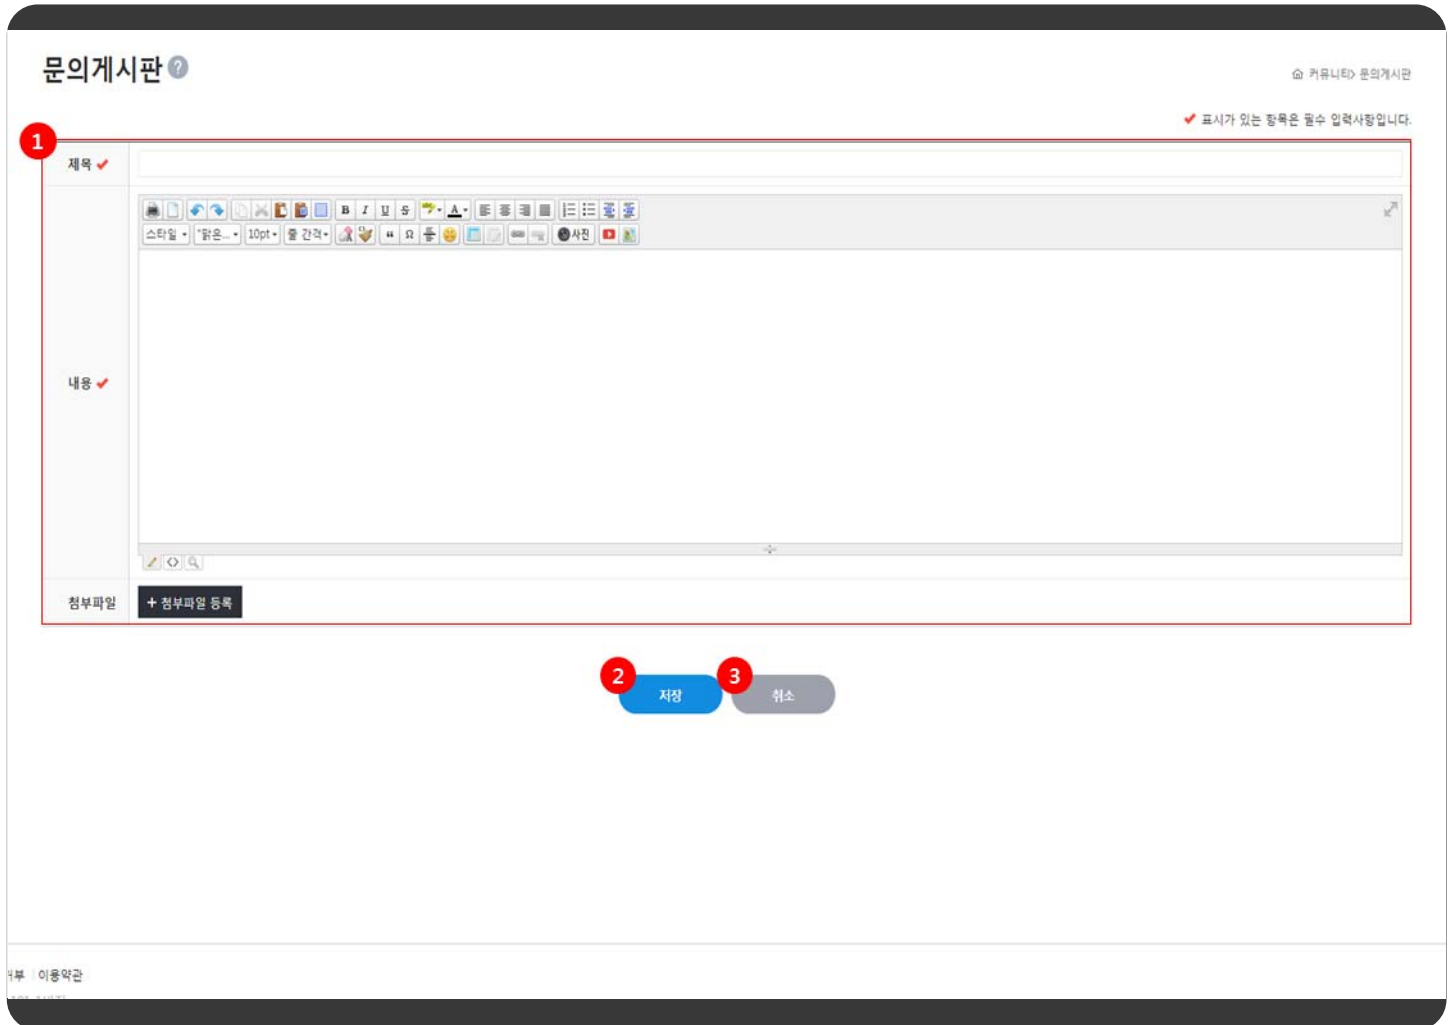 문의게시판 ?
커뮤니티> 문의게시판
✔ 표시가 있는 항목은 필수 입력사항입니다.
1
제목 ✔
B I U S A
스타일 "맑은... 10pt 줄 간격 “ Ω 사진
내용 ✔
첨부파일 + 첨부파일 등록
2 저장 3 취소
이용약관